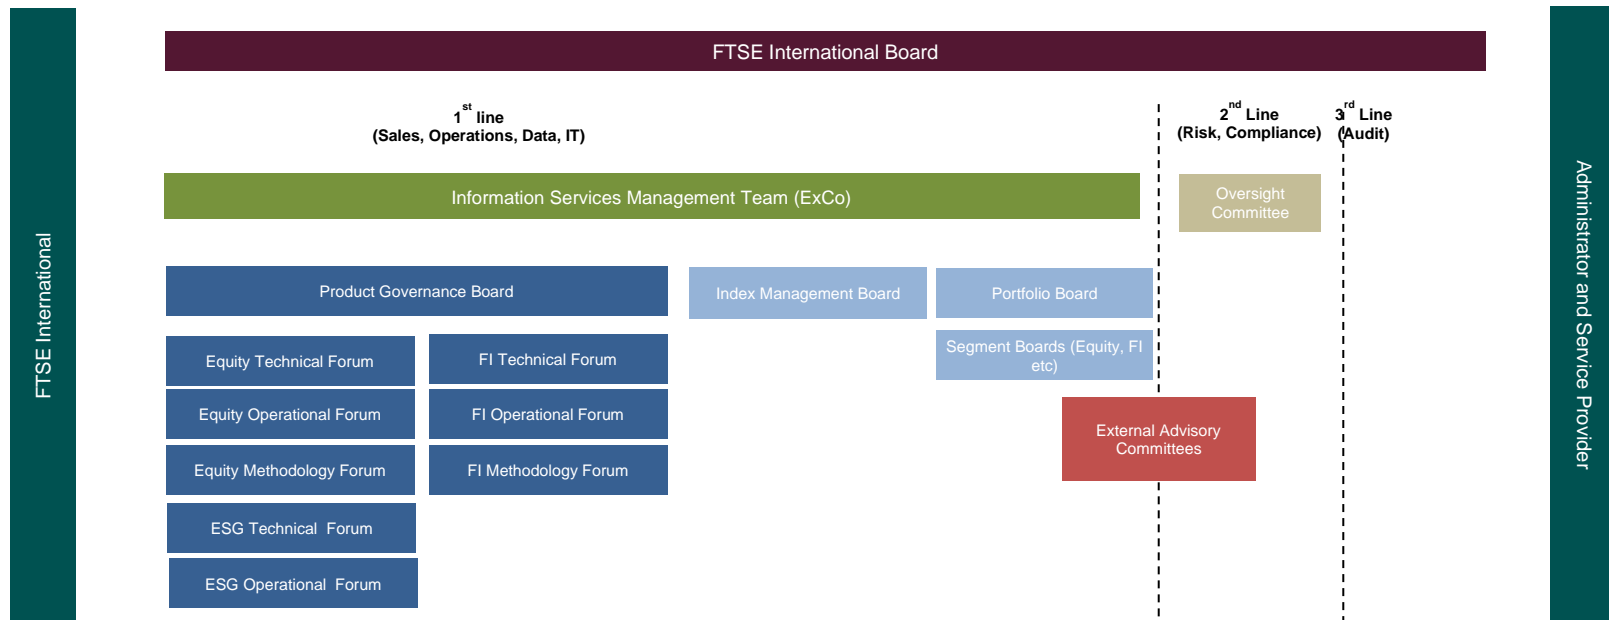 FTSE International
FTSE International Board
1st line
(Sales, Operations, Data, IT)
2nd Line
(Risk, Compliance)
3rd Line
(Audit)
Information Services Management Team (ExCo)
Oversight
Committee
Product Governance Board
Index Management Board
Portfolio Board
Equity Technical Forum
FI Technical Forum
Segment Boards (Equity, FI
etc)
Equity Operational Forum
FI Operational Forum
External Advisory
Committees
Equity Methodology Forum
FI Methodology Forum
ESG Technical  Forum
ESG Operational  Forum
Administrator and Service Provider